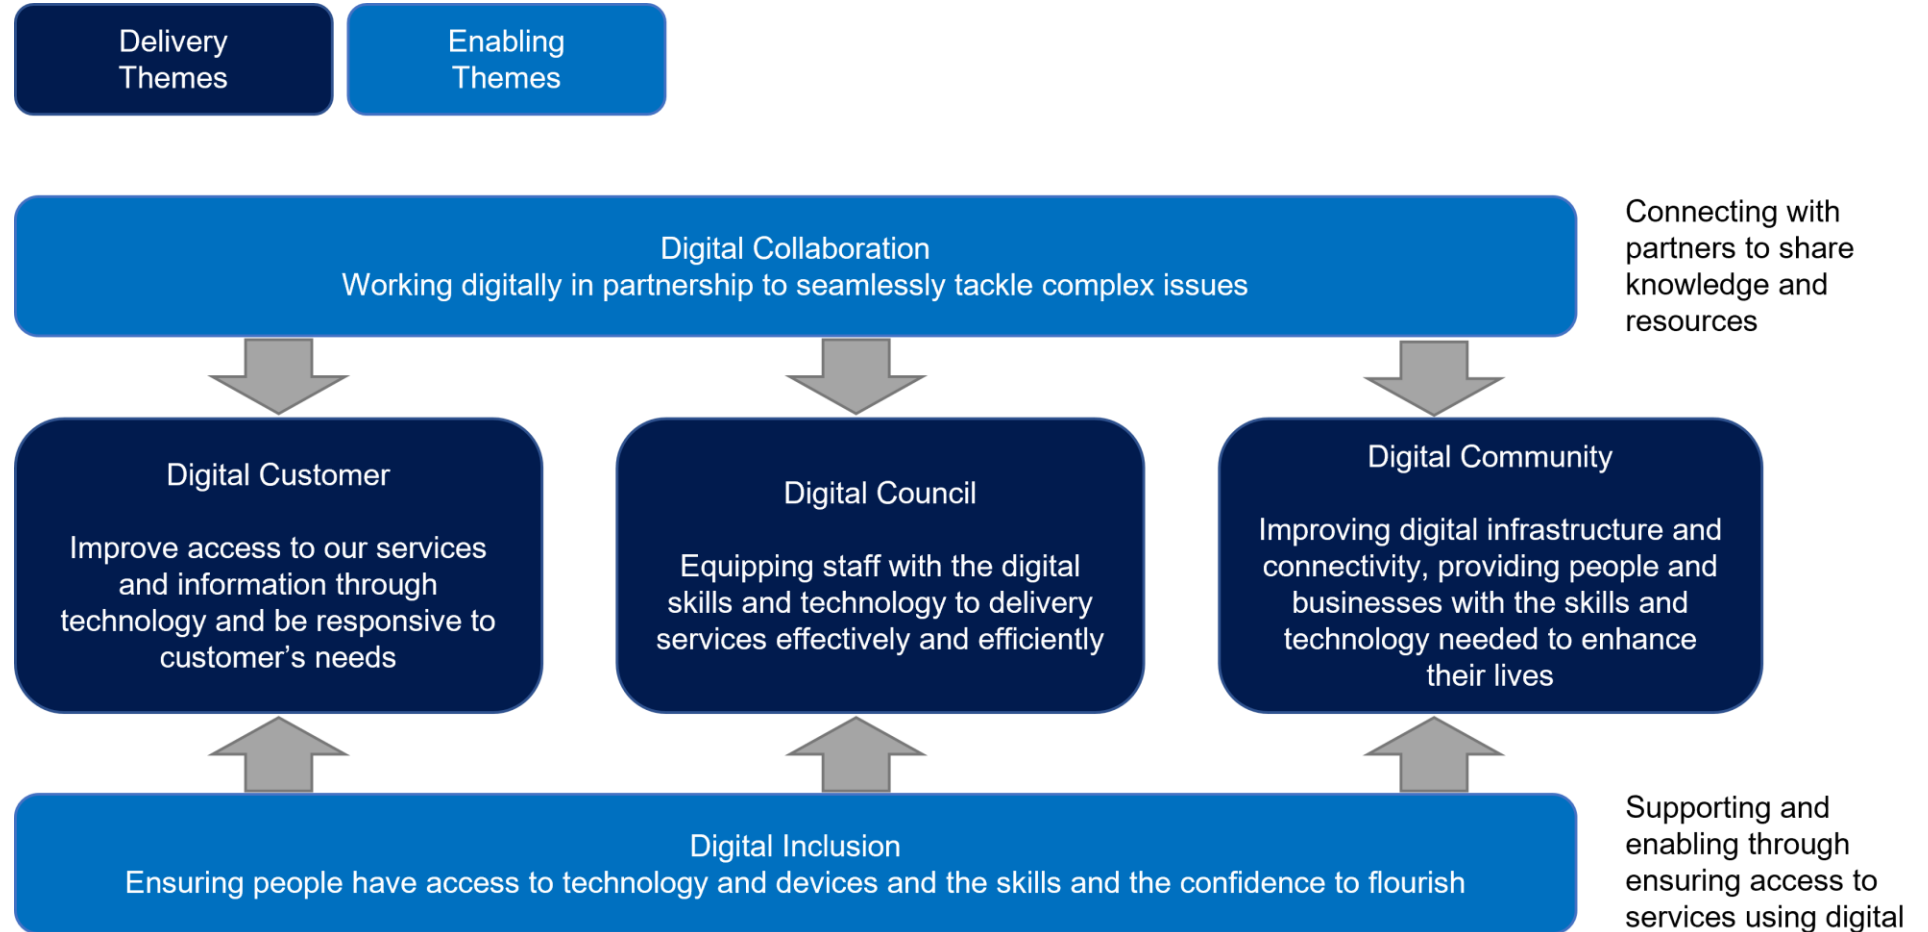 Delivery
Themes
Enabling
Themes
Digital Collaboration
Working digitally in partnership to seamlessly tackle complex issues
Connecting with
partners to share
knowledge and
resources
Digital Customer
Improve access to our services
and information through
technology and be responsive to
customer’s needs
Digital Council
Equipping staff with the digital
skills and technology to delivery
services effectively and efficiently
Digital Community
Improving digital infrastructure and
connectivity, providing people and
businesses with the skills and
technology needed to enhance
their lives
Digital Inclusion
Ensuring people have access to technology and devices and the skills and the confidence to flourish
Supporting and
enabling through
ensuring access to
services using digital